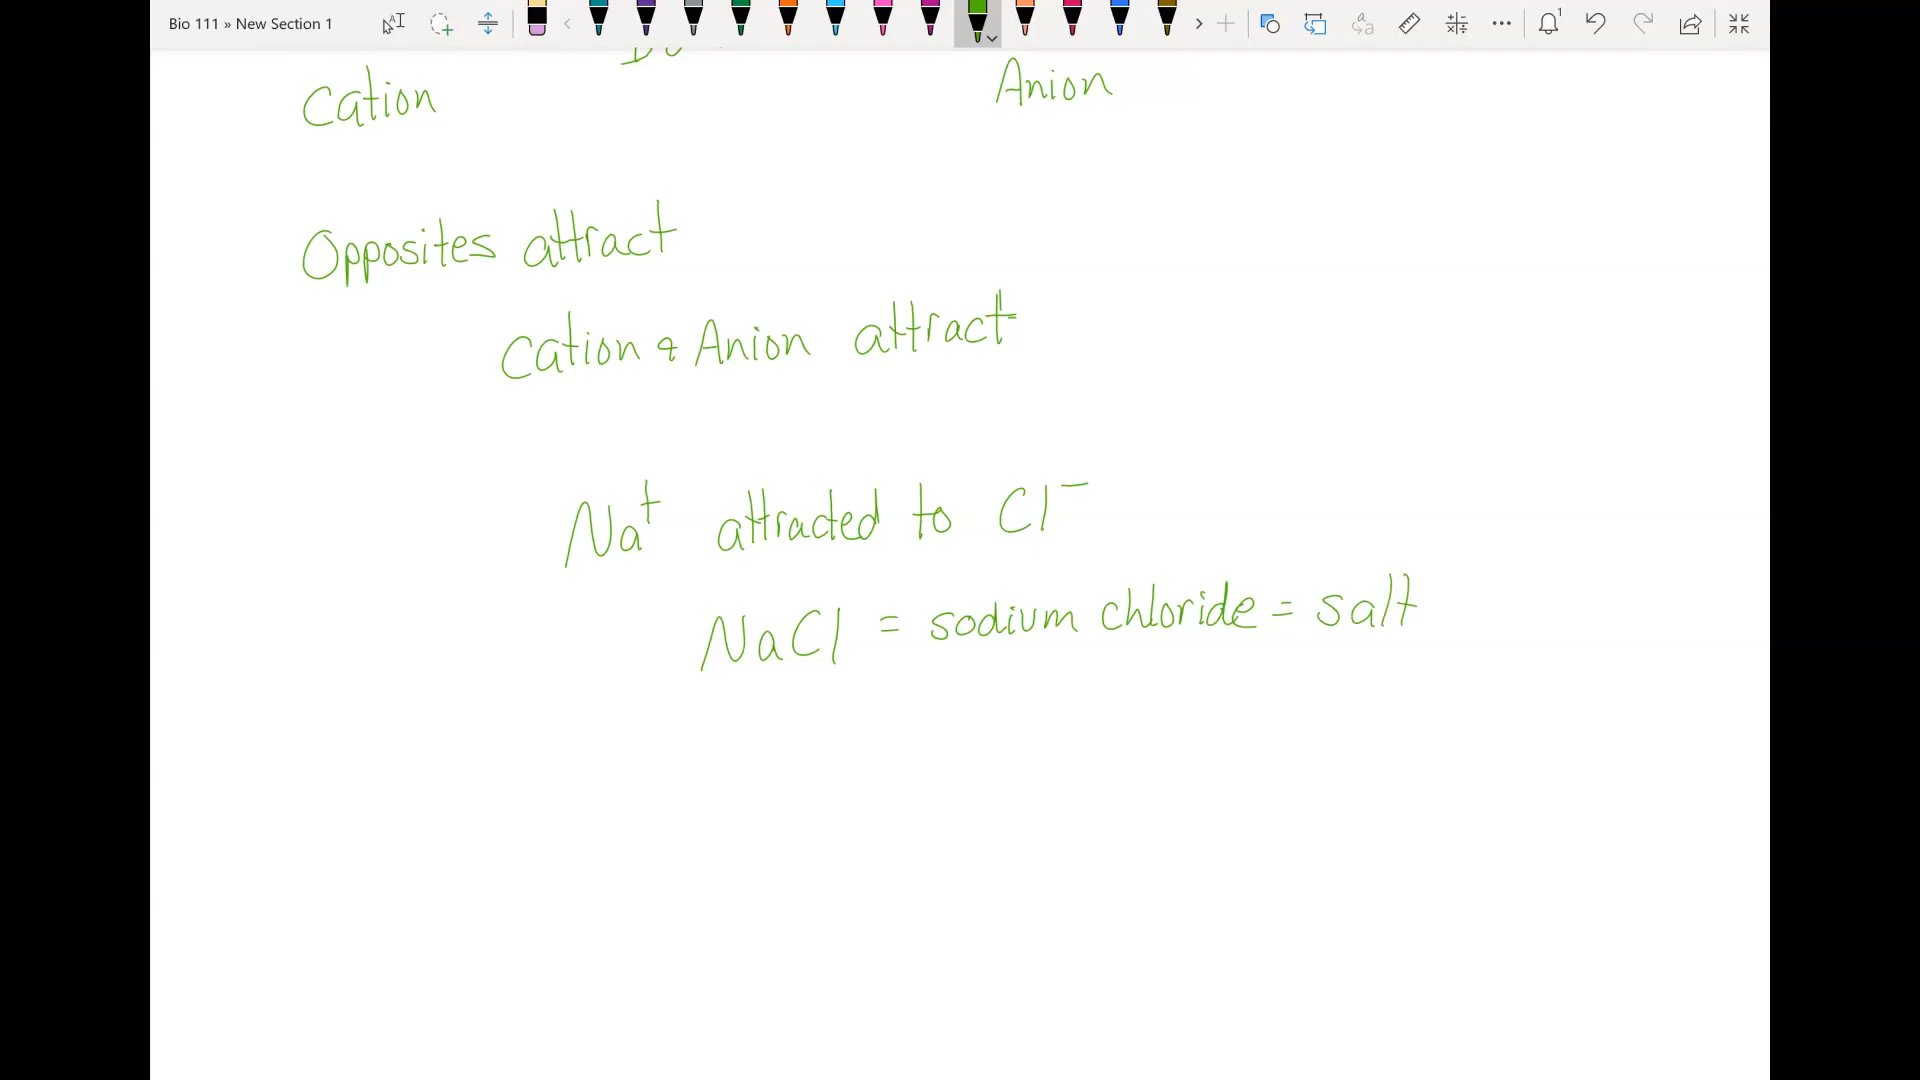 Bio 111 » New Section 1
Cation Anion
Opposites attract
Cation & Anion attract
Na⁺ attracted to Cl⁻
NaCl = sodium chloride = salt